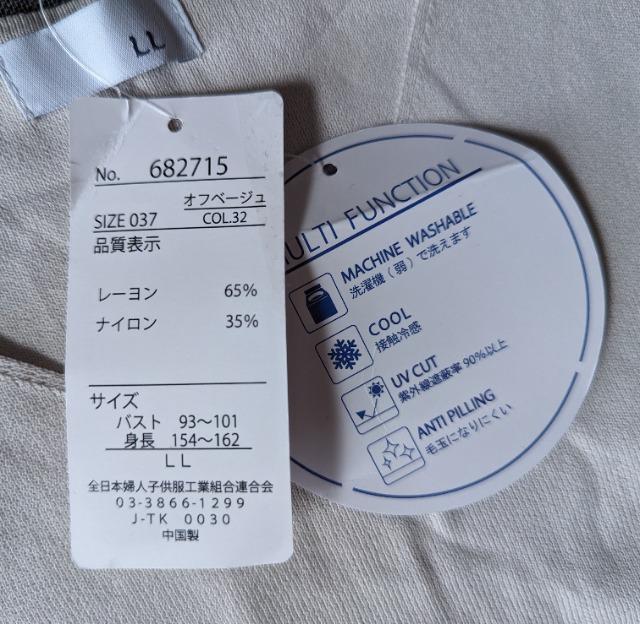 LL
No. 682715
オフベージュ
SIZE 037 COL.32
品質表示
レーヨン 65%
ナイロン 35%
サイズ
バスト 93〜101
身長 154〜162
LL
全日本婦人子供服工業組合連合会
03-3866-1299
J-TK 0030
中国製
MULTI FUNCTION
MACHINE WASHABLE
洗濯機(弱)で洗えます
COOL
接触冷感
UV CUT
紫外線遮蔽率 90%以上
ANTI PILLING
毛玉になりにくい